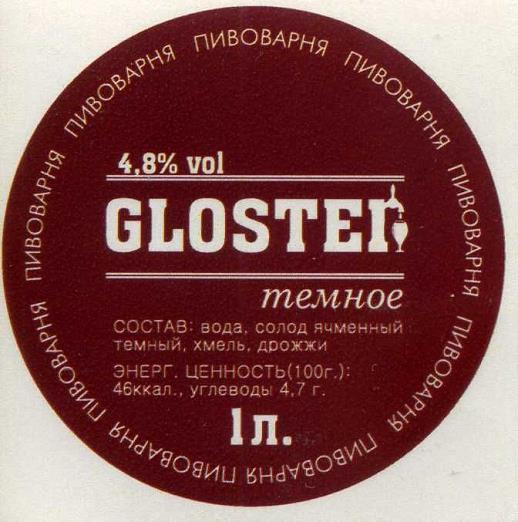 ПИВОВАРНЯ ПИВОВАРНЯ ПИВОВАРНЯ ПИВОВАРНЯ ПИВОВАРНЯ ПИВОВАРНЯ ПИВОВАРНЯ ПИВОВАРНЯ ПИВОВАРНЯ
4,8% vol
GLOSTER
темное
СОСТАВ: вода, солод ячменный
темный, хмель, дрожжи
ЭНЕРГ. ЦЕННОСТЬ(100г.):
46ккал., углеводы 4,7 г.
1л.